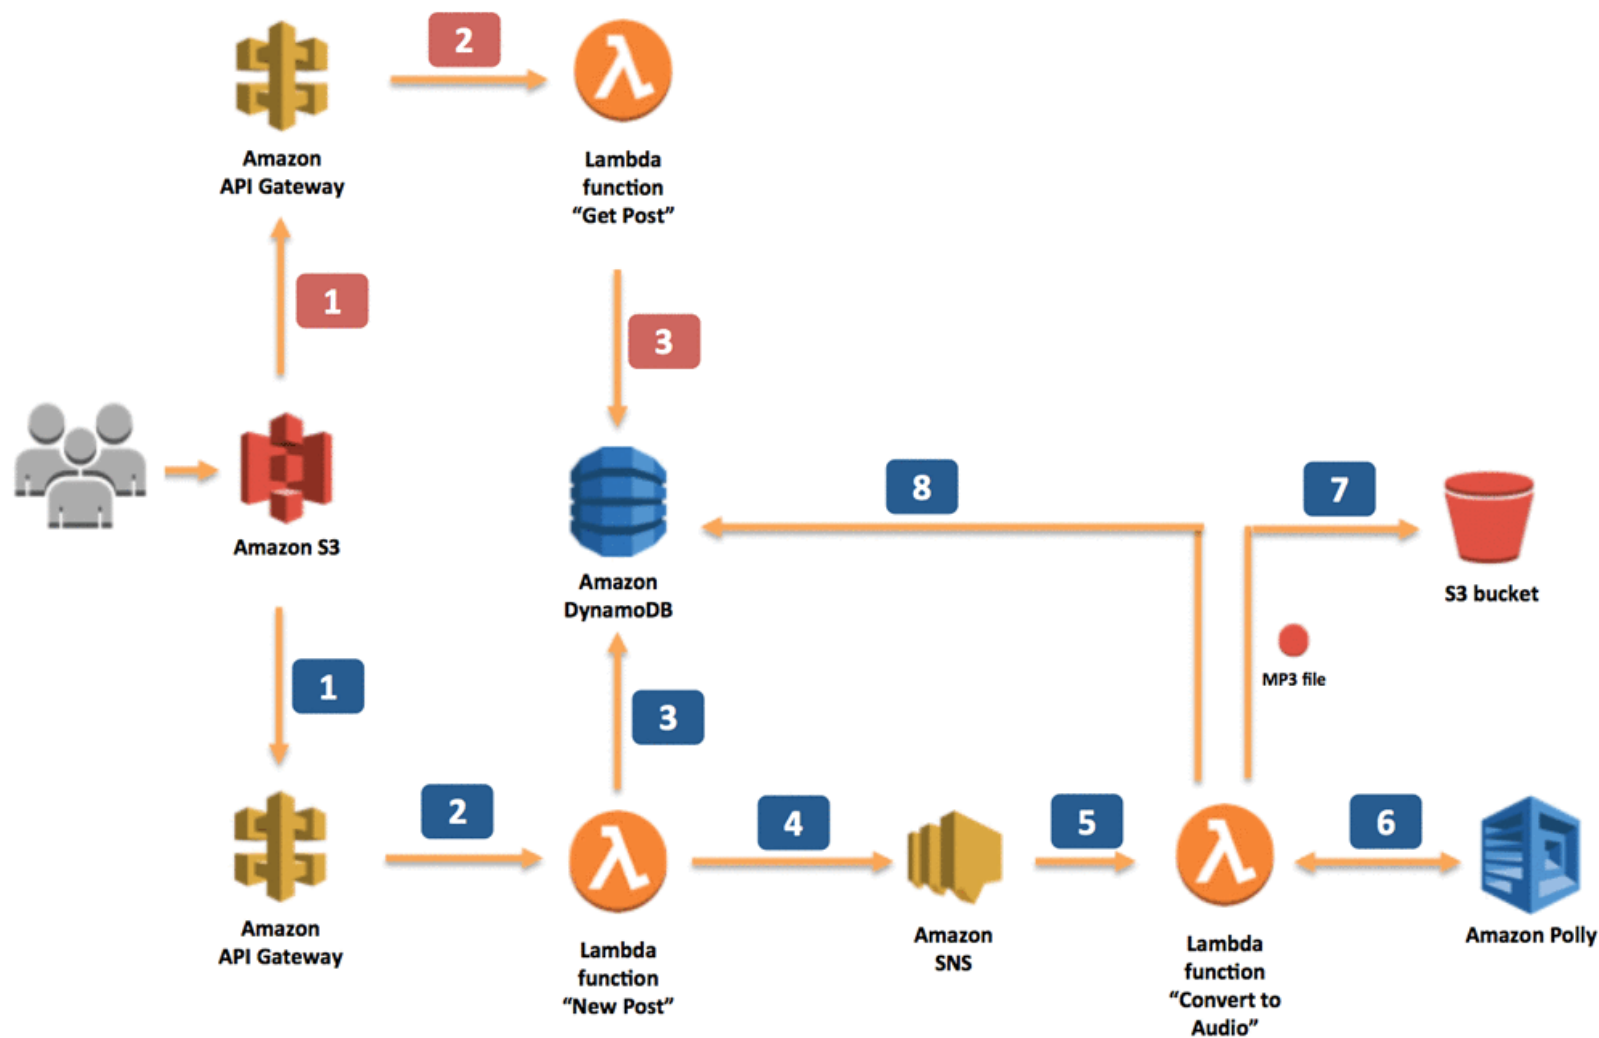 2
Amazon
API Gateway
Lambda
function
“Get Post”
1
3
Amazon S3
Amazon
DynamoDB
8
7
S3 bucket
MP3 file
1
2
3
4
5
6
Amazon
API Gateway
Lambda
function
“New Post”
Amazon
SNS
Lambda
function
“Convert to
Audio”
Amazon Polly